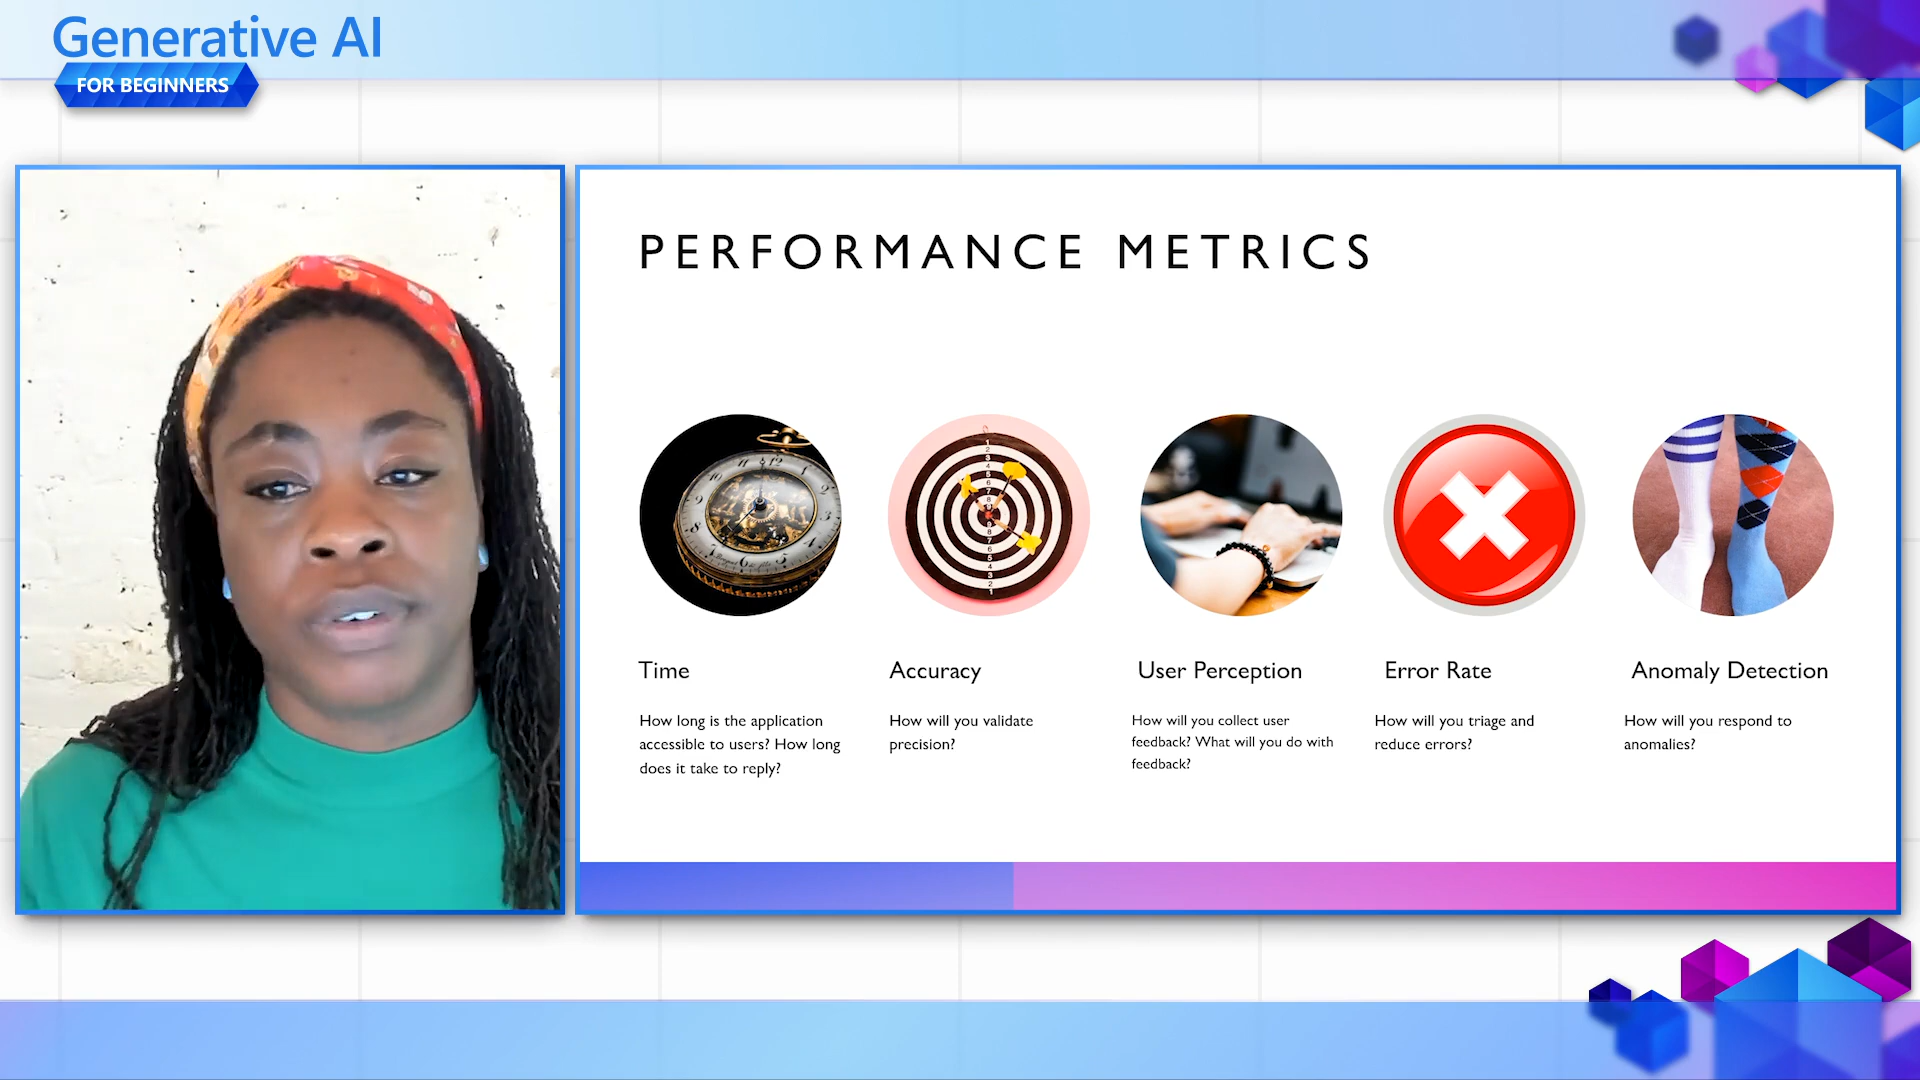 Generative AI
FOR BEGINNERS
PERFORMANCE METRICS
Time
How long is the application
accessible to users? How long
does it take to reply?
Accuracy
How will you validate
precision?
User Perception
How will you collect user
feedback? What will you do with
feedback?
Error Rate
How will you triage and
reduce errors?
Anomaly Detection
How will you respond to
anomalies?